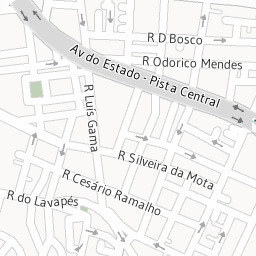 R D Bosco
R Odorico Mendes
Av do Estado - Pista Central
R Luís Gama
R Silveira da Mota
R Cesário Ramalho
R do Lavapés